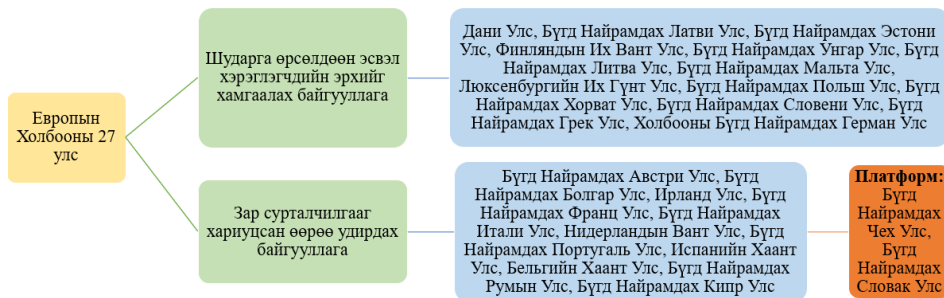 Европын
Холбооны 27
улс
Шударга өрсөлдөөн эсвэл
хэрэглэгчдийн эрхийг
хамгаалах байгууллага
Дани Улс, Бүгд Найрамдах Латви Улс, Бүгд Найрамдах Эстони
Улс, Финляндын Их Вант Улс, Бүгд Найрамдах Унгар Улс, Бүгд
Найрамдах Литва Улс, Бүгд Найрамдах Мальта Улс,
Люксенбургийн Их Гүнт Улс, Бүгд Найрамдах Польш Улс, Бүгд
Найрамдах Хорват Улс, Бүгд Найрамдах Словени Улс, Бүгд
Найрамдах Грек Улс, Холбооны Бүгд Найрамдах Герман Улс
Зар сурталчилгааг
хариуцсан өөрөө удирдах
байгууллага
Бүгд Найрамдах Австри Улс, Бүгд
Найрамдах Болгар Улс, Ирланд Улс, Бүгд
Найрамдах Франц Улс, Бүгд Найрамдах
Итали Улс, Нидерландын Вант Улс, Бүгд
Найрамдах Португаль Улс, Испанийн Хаант
Улс, Бельгийн Хаант Улс, Бүгд Найрамдах
Румын Улс, Бүгд Найрамдах Кипр Улс
Платформ:
Бүгд
Найрамдах
Чех Улс,
Бүгд
Найрамдах
Словак Улс